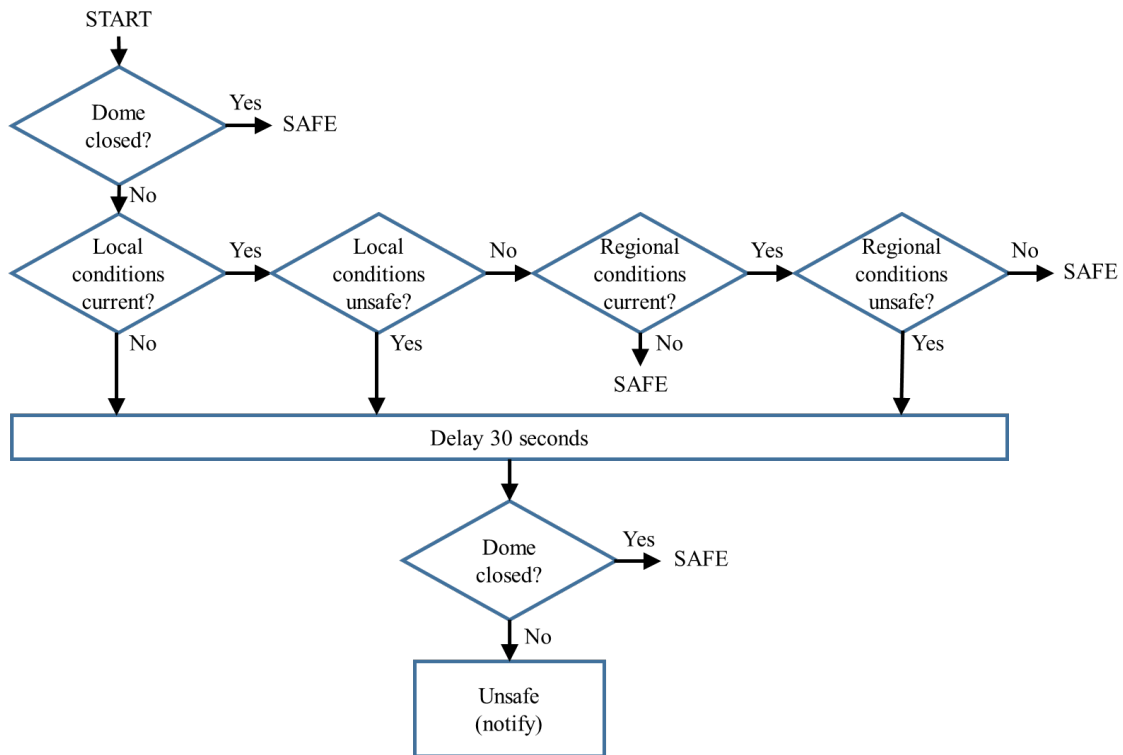 START
Dome
closed?
Yes
SAFE
No
Local
conditions
current?
Yes
Local
conditions
unsafe?
No
Regional
conditions
current?
Yes
Regional
conditions
unsafe?
No
SAFE
No
Yes
No
SAFE
Yes
Delay 30 seconds
Dome
closed?
Yes
SAFE
No
Unsafe
(notify)